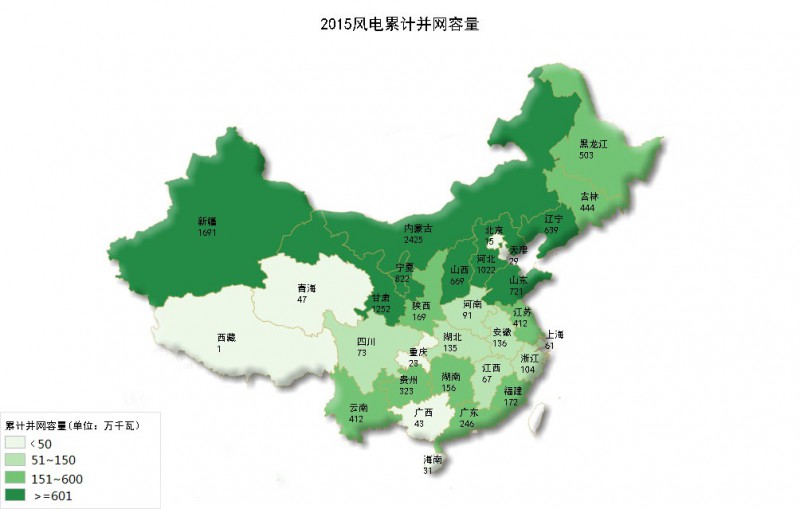 2015风电累计并网容量
黑龙江
503
吉林
444
辽宁
639
新疆
1691
内蒙古
2425
北京
15
天津
29
河北
1022
山西
669
宁夏
822
山东
721
青海
47
甘肃
1252
陕西
169
河南
91
江苏
412
西藏
1
四川
73
重庆
23
湖北
135
安徽
136
上海
61
浙江
104
贵州
323
湖南
156
江西
67
福建
172
云南
412
广西
43
广东
246
海南
31
累计并网容量(单位: 万千瓦)
<50
51~150
151~600
>=601